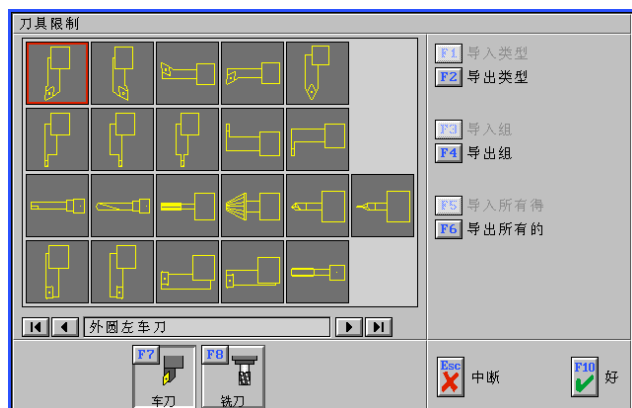 刀具限制
F1 导入类型
F2 导出类型
F3 导入组
F4 导出组
F5 导入所有得
F6 导出所有的
外圆左车刀
F7 车刀
F8 铣刀
Esc 中断
F10 好